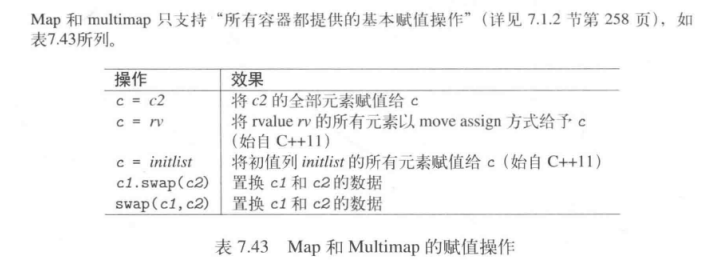 Map 和 multimap 只支持“所有容器都提供的基本赋值操作”（详见 7.1.2 节第 258 页），如
表7.43所列。
操作 效果
c = c2 将 c2 的全部元素赋值给 c
c = rv 将 rvalue rv 的所有元素以 move assign 方式给予 c
（始自 C++11）
c = initlist 将初值列 initlist 的所有元素赋值给 c（始自 C++11）
c1.swap(c2) 置换 c1 和 c2 的数据
swap(c1,c2) 置换 c1 和 c2 的数据
表 7.43 Map 和 Multimap 的赋值操作